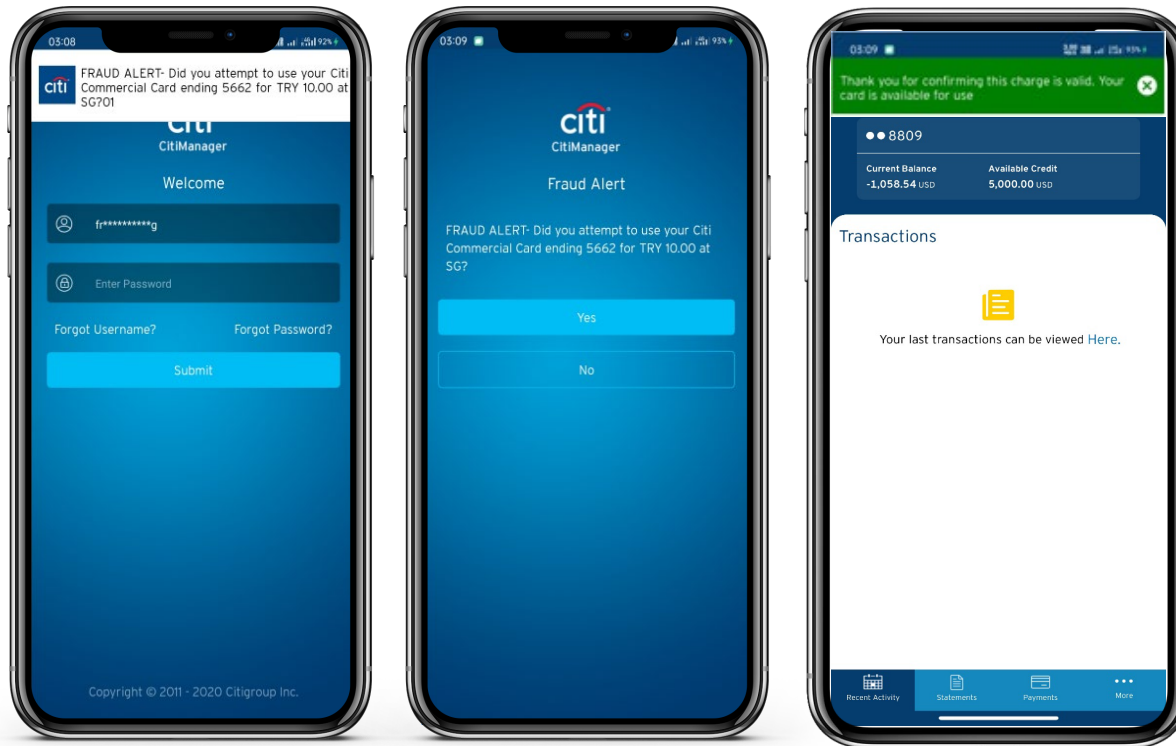 03:08
92%
citi
FRAUD ALERT- Did you attempt to use your Citi
Commercial Card ending 5662 for TRY 10.00 at
SG?01
citi
CitiManager
Welcome
fr**********g
Enter Password
Forgot Username?
Forgot Password?
Submit
Copyright © 2011 - 2020 Citigroup Inc.
03:09
93%
citi
CitiManager
Fraud Alert
FRAUD ALERT- Did you attempt to use your Citi
Commercial Card ending 5662 for TRY 10.00 at
SG?
Yes
No
03:09
93%
Thank you for confirming this charge is valid. Your
card is available for use
●● 8809
Current Balance
Available Credit
-1,058.54 USD
5,000.00 USD
Transactions
Your last transactions can be viewed Here.
Recent Activity
Statements
Payments
More